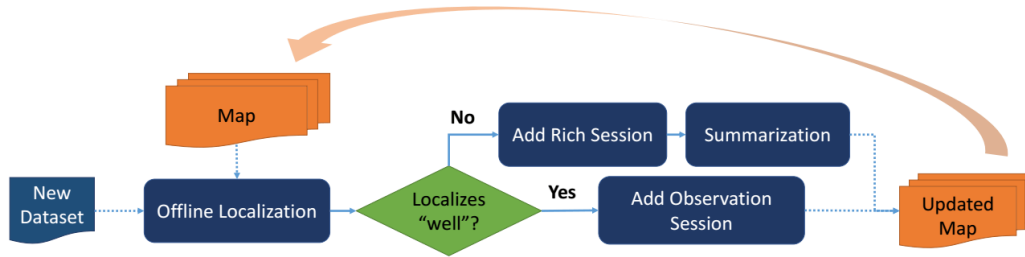 Map
No
Add Rich Session
Summarization
New
Dataset
Offline Localization
Localizes
“well”?
Yes
Add Observation
Session
Updated
Map